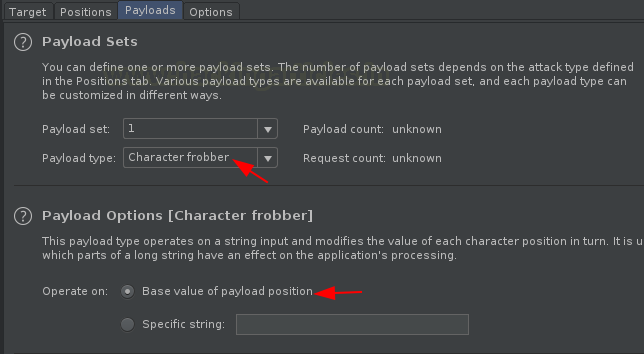 Target Positions Payloads Options
? Payload Sets
You can define one or more payload sets. The number of payload sets depends on the attack type defined
in the Positions tab. Various payload types are available for each payload set, and each payload type can
be customized in different ways.
Payload set: 1 Payload count: unknown
Payload type: Character frobber Request count: unknown
? Payload Options [Character frobber]
This payload type operates on a string input and modifies the value of each character position in turn. It is u
which parts of a long string have an effect on the application's processing.
Operate on: Base value of payload position
Specific string: